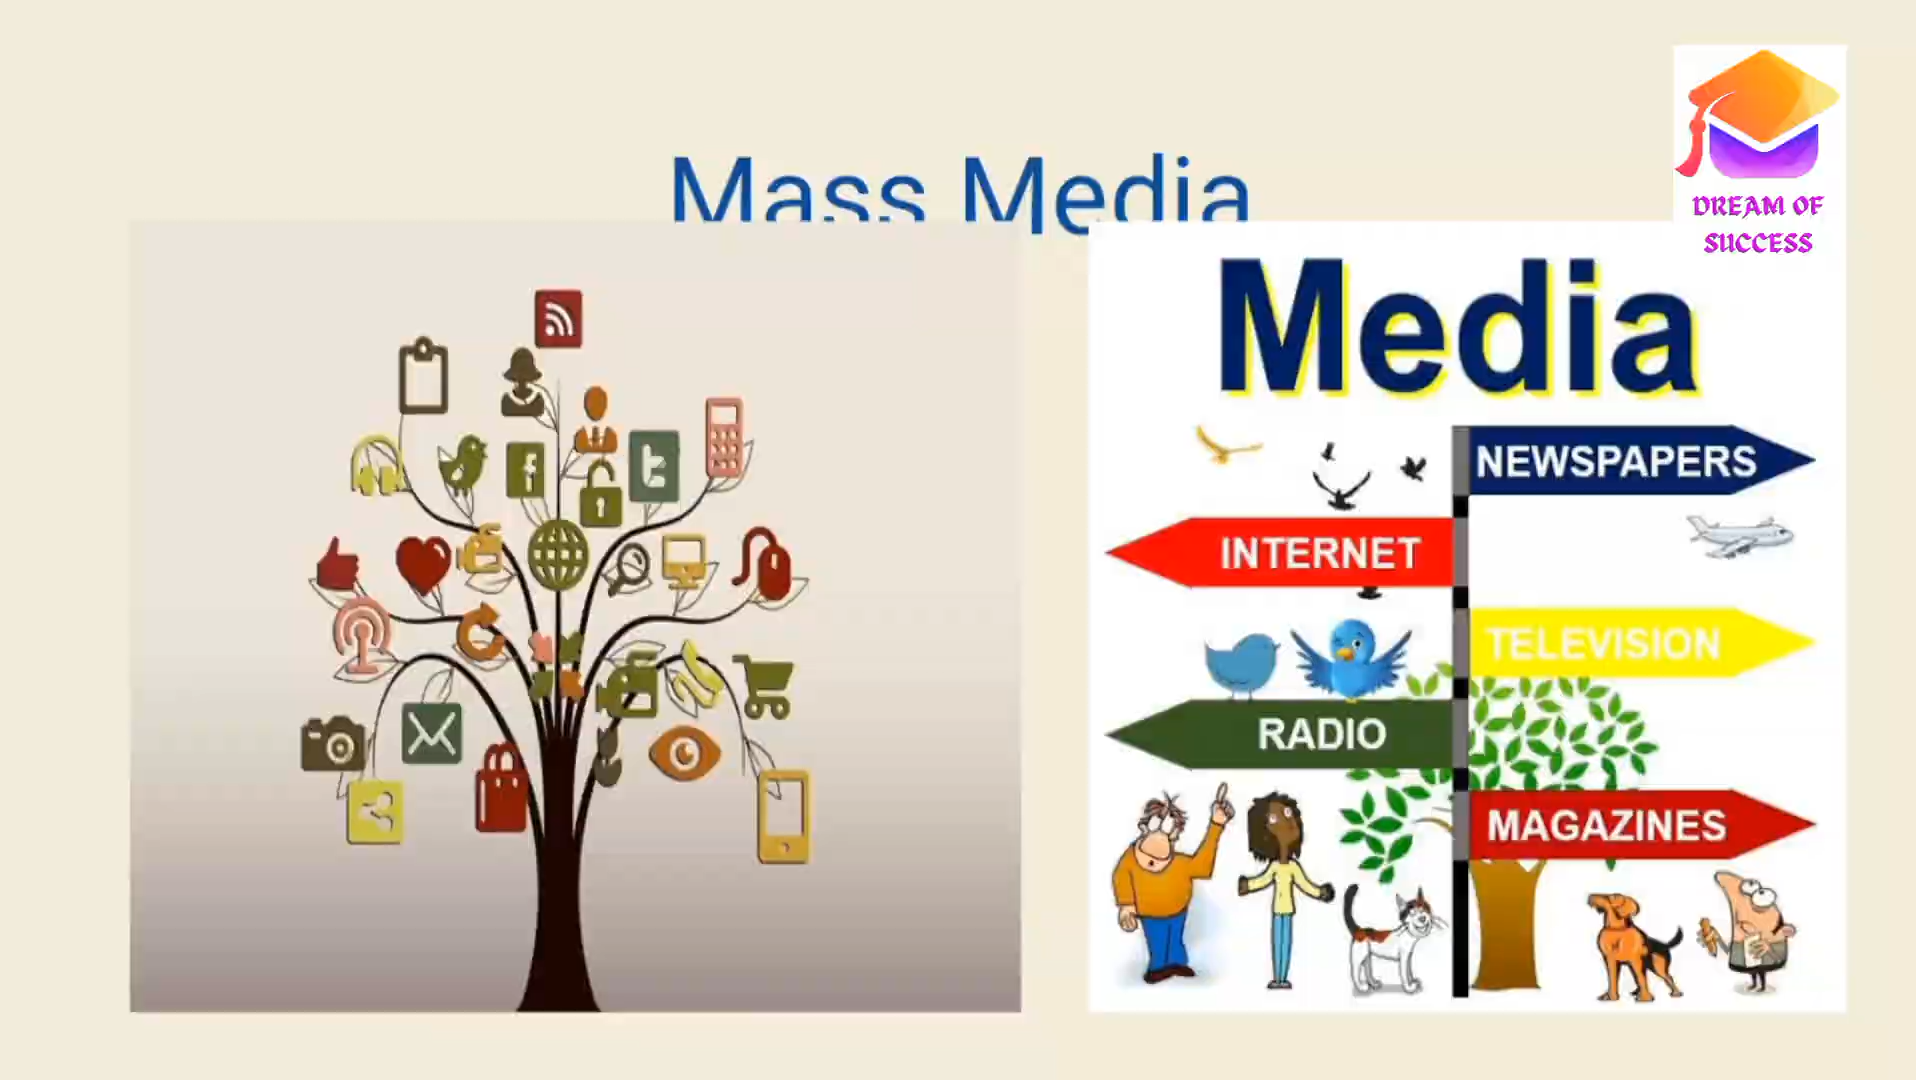 Mass Media
DREAM OF
SUCCESS
Media
NEWSPAPERS
INTERNET
TELEVISION
RADIO
MAGAZINES